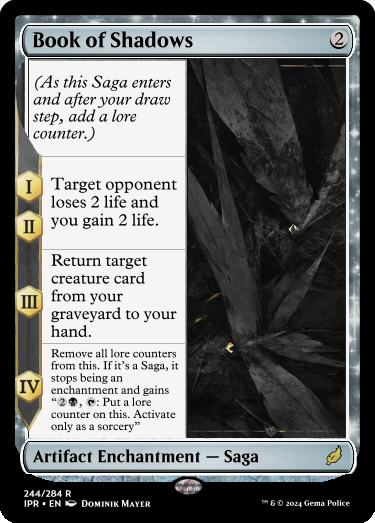 Book of Shadows 2
(As this Saga enters
and after your draw
step, add a lore
counter.)
I
II
Target opponent
loses 2 life and
you gain 2 life.
III
Return target
creature card
from your
graveyard to your
hand.
IV
Remove all lore counters
from this. If it's a Saga, it
stops being an
enchantment and gains
“2, : Put a lore
counter on this. Activate
only as a sorcery”
Artifact Enchantment — Saga
244/284 R
IPR • EN Dominik Mayer
™ & © 2024 Gema Police